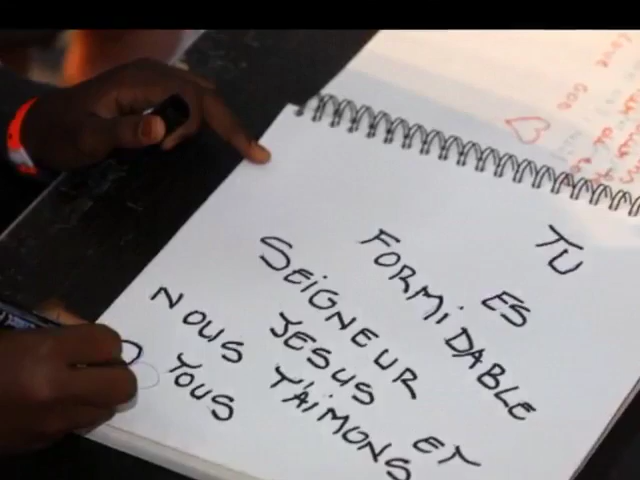 TU
ES
FORMIDABLE
SEIGNEUR
JESUS ET
NOUS T'AIMONS
TOUS